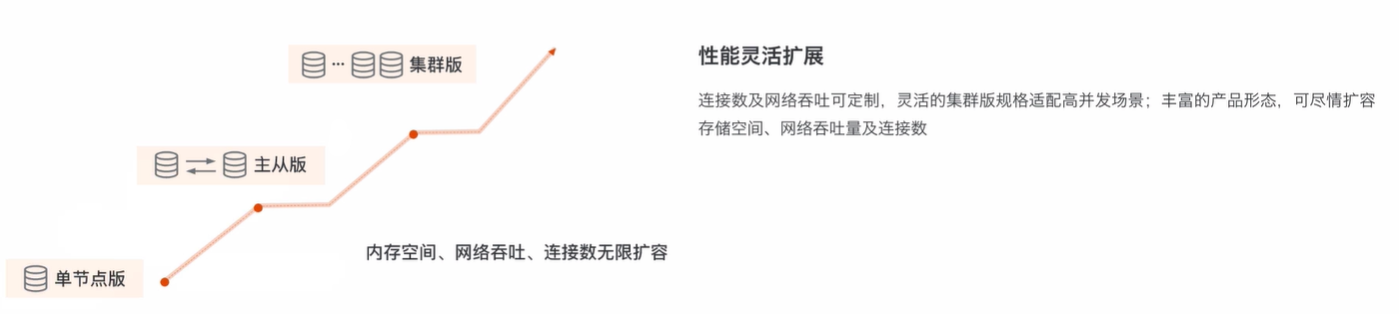 ··· 集群版
主从版
单节点版
内存空间、网络吞吐、连接数无限扩容
性能灵活扩展
连接数及网络吞吐可定制，灵活的集群版规格适配高并发场景；丰富的产品形态，可尽情扩容
存储空间、网络吞吐量及连接数